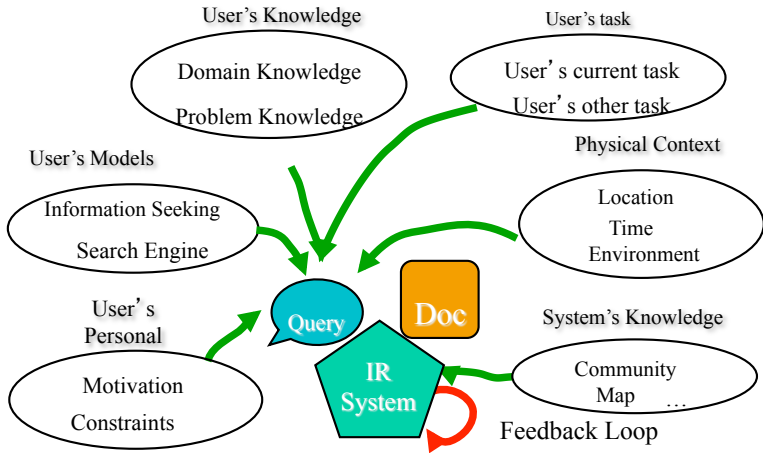 User's Knowledge
Domain Knowledge
Problem Knowledge
User's task
User's current task
User's other task
User's Models
Information Seeking
Search Engine
Physical Context
Location
Time
Environment
User's
Personal
Motivation
Constraints
Query
Doc
IR
System
System's Knowledge
Community
Map ...
Feedback Loop